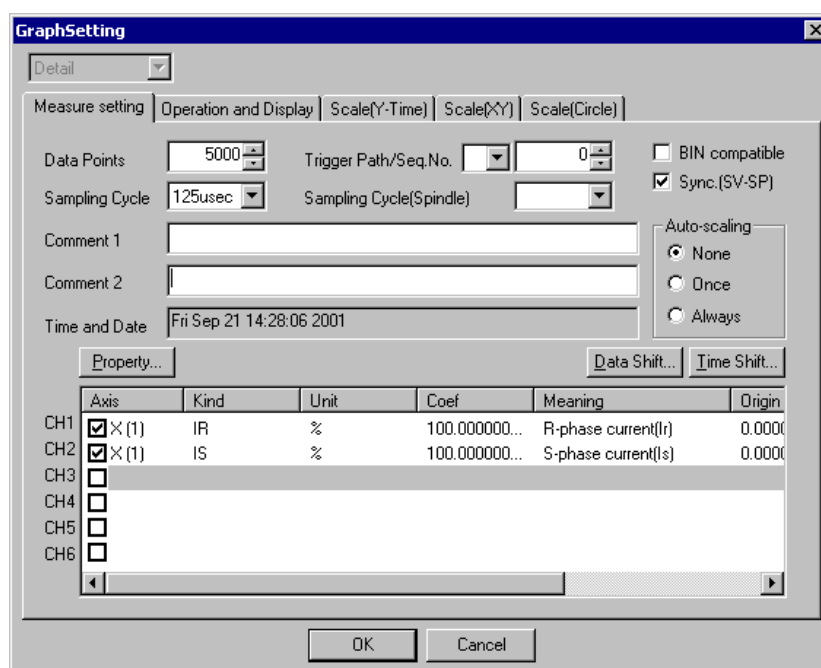 GraphSetting
Detail
Measure setting Operation and Display Scale(Y-Time) Scale(XY) Scale(Circle)
Data Points 5000 Trigger Path/Seq.No. 0 BIN compatible
Sync.(SV-SP)
Sampling Cycle 125usec Sampling Cycle(Spindle)
Auto-scaling
Comment 1 None
Comment 2 Once
Time and Date Fri Sep 21 14:28:06 2001 Always
Property... Data Shift... Time Shift...
Axis Kind Unit Coef Meaning Origin
CH1 X (1) IR % 100.000000... R-phase current(Ir) 0.0000
CH2 X (1) IS % 100.000000... S-phase current(Is) 0.0000
CH3
CH4
CH5
CH6
OK Cancel